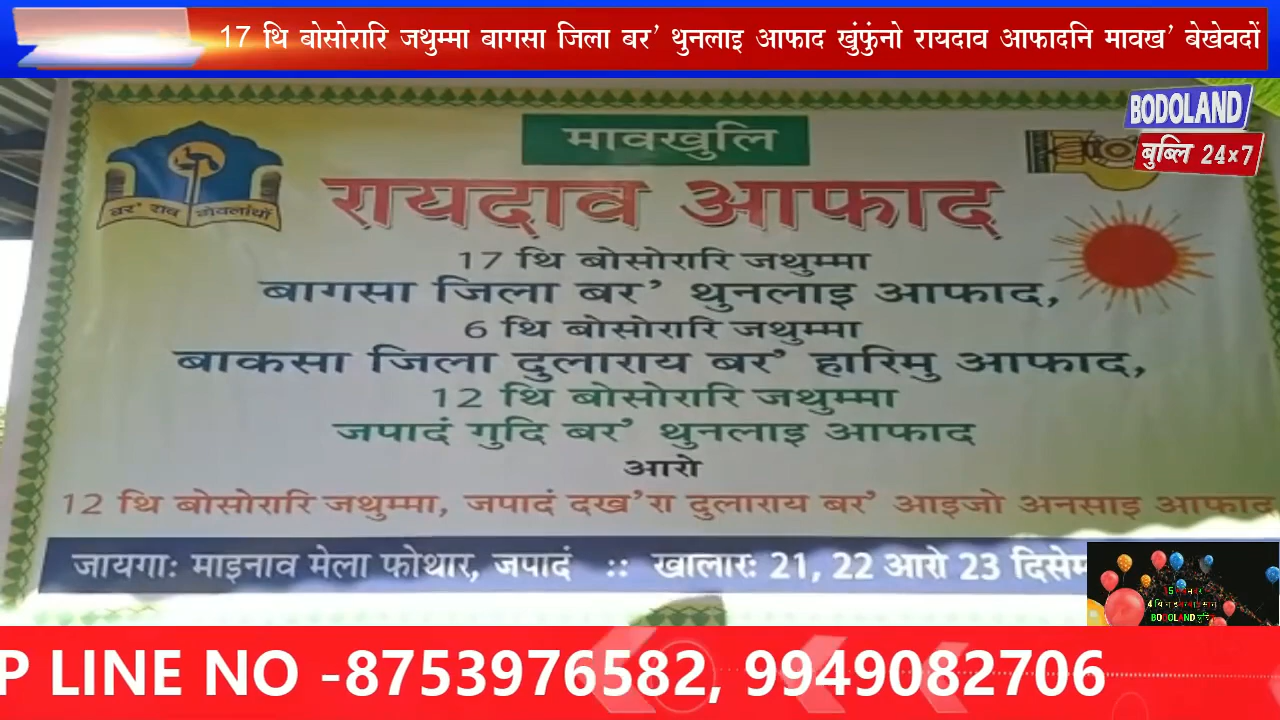 17 थि बोसोरारि जथुम्मा बागसा जिला बर’ थुनलाइ आफाद खुंफुंनो रायदाव आफादनि मावख’ बेखेवदों
BODOLAND
बुब्लि 24×7
मावखुलि
रायदाव आफाद
बर’ राव
17 थि बोसोरारि जथुम्मा
बागसा जिला बर’ थुनलाइ आफाद,
6 थि बोसोरारि जथुम्मा
बाकसा जिला दुलाराय बर’ हारिमु आफाद,
12 थि बोसोरारि जथुम्मा
जपादं गुदि बर’ थुनलाइ आफाद
आरो
12 थि बोसोरारि जथुम्मा, जपादं दख’रा दुलाराय बर’ आइजो अनसाइ आफाद
जायगाः माइनाव मेला फोथार, जपादं :: खालारः 21, 22 आरो 23 दिसेम
BODOLAND
P LINE NO -8753976582, 9949082706